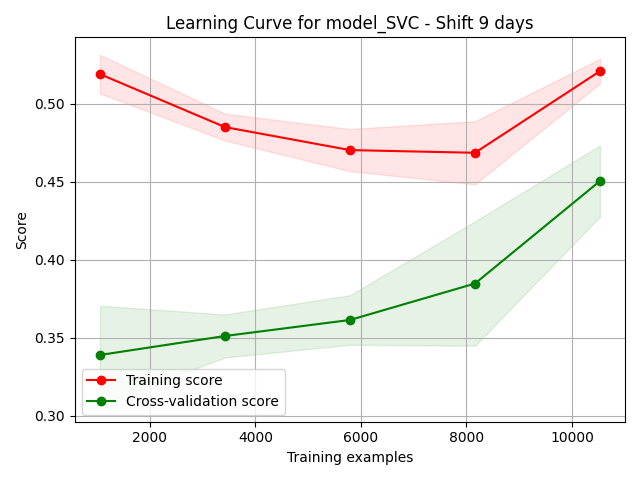 Learning Curve for model_SVC - Shift 9 days
Score
0.50
0.45
0.40
0.35
0.30
Training score
Cross-validation score
2000 4000 6000 8000 10000
Training examples